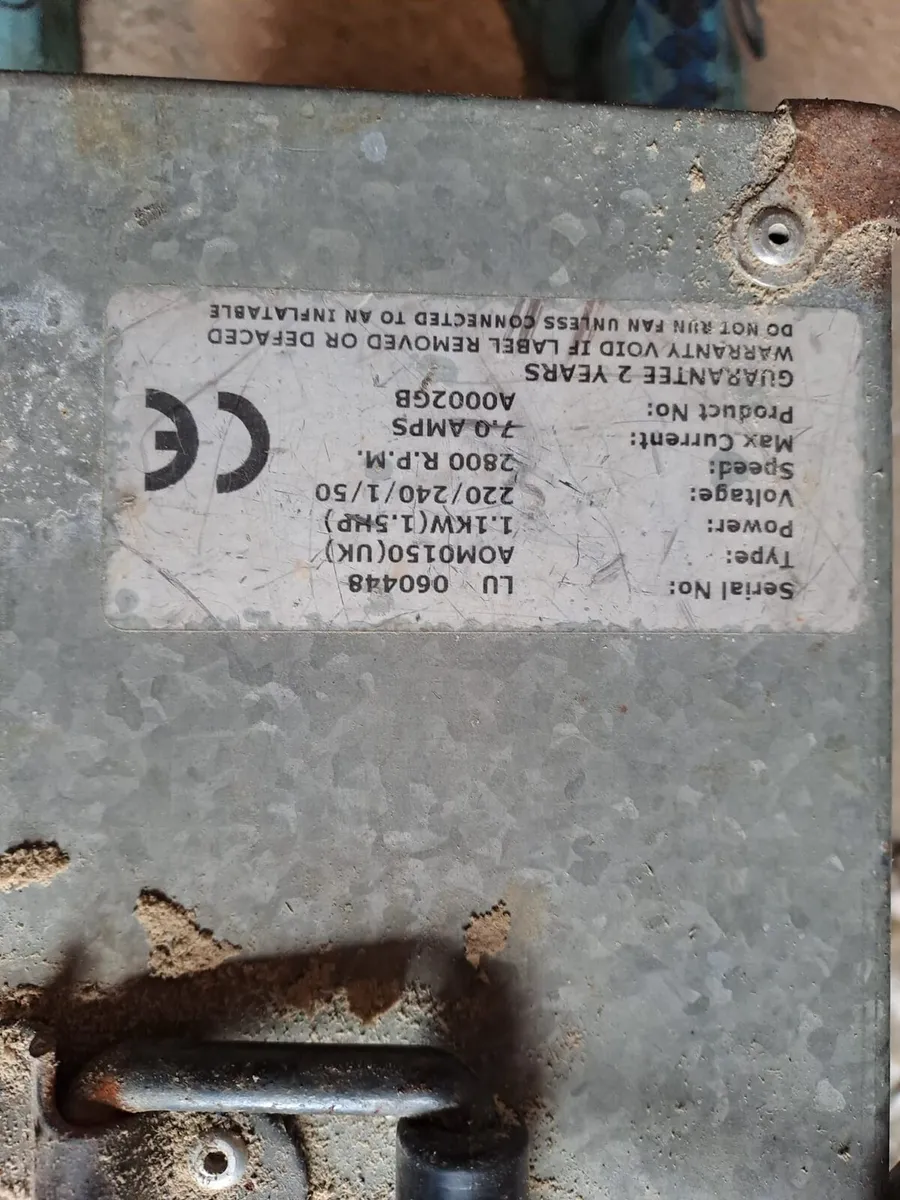 Serial No: LU 060448
Type: AOM0150(UK)
Power: 1.1KW(1.5HP)
Voltage: 220/240/1/50
Speed: 2800 R.P.M.
Max Current: 7.0 AMPS
Product No: A0002GB
GUARANTEE 2 YEARS
WARRANTY VOID IF LABEL REMOVED OR DEFACED
DO NOT RUN FAN UNLESS CONNECTED TO AN INFLATABLE
CE